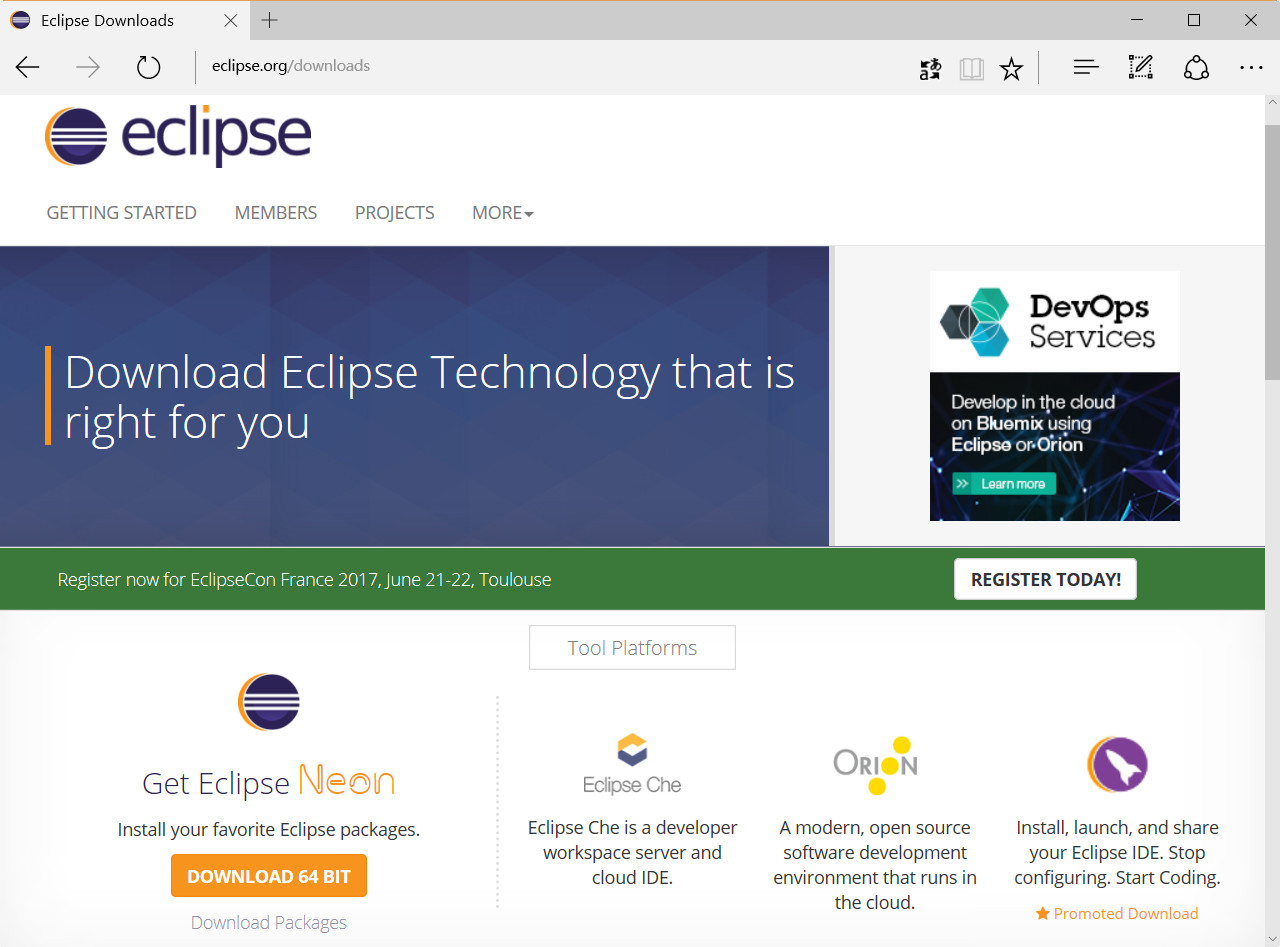 Eclipse Downloads
eclipse.org/downloads
eclipse
GETTING STARTED MEMBERS PROJECTS MORE
Download Eclipse Technology that is
right for you
DevOps
Services
Develop in the cloud
on Bluemix using
Eclipse or Orion
Learn more
Register now for EclipseCon France 2017, June 21-22, Toulouse
REGISTER TODAY!
Tool Platforms
Get Eclipse Neon
Install your favorite Eclipse packages.
DOWNLOAD 64 BIT
Download Packages
Eclipse Che
Eclipse Che is a developer
workspace server and
cloud IDE.
ORION
A modern, open source
software development
environment that runs in
the cloud.
Install, launch, and share
your Eclipse IDE. Stop
configuring. Start Coding.
Promoted Download